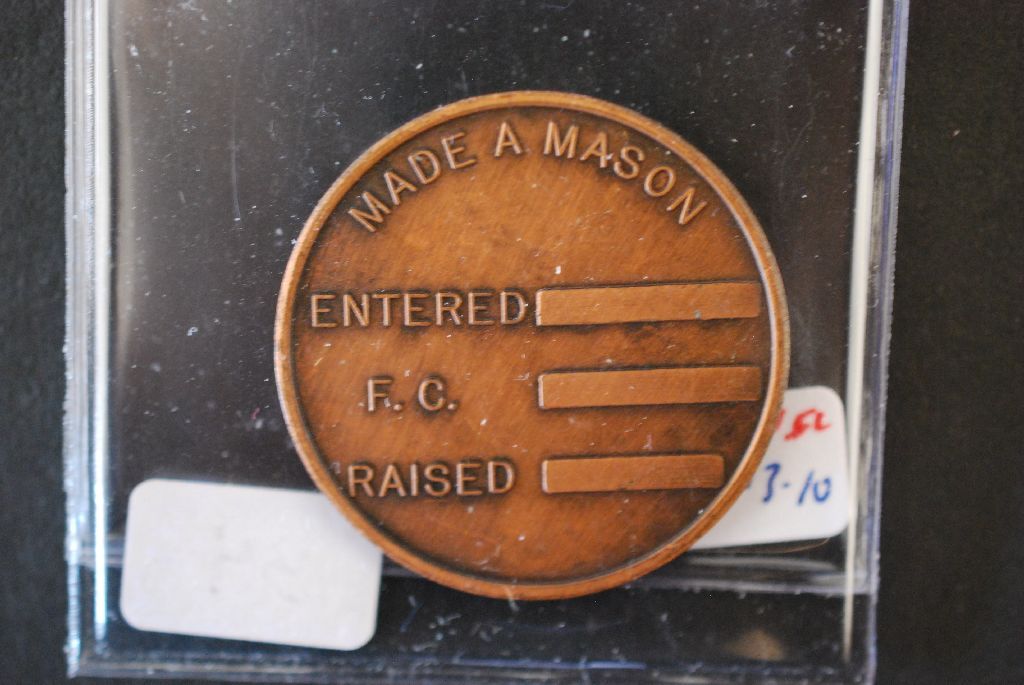 MADE A MASON
ENTERED
F. C.
RAISED
3-10